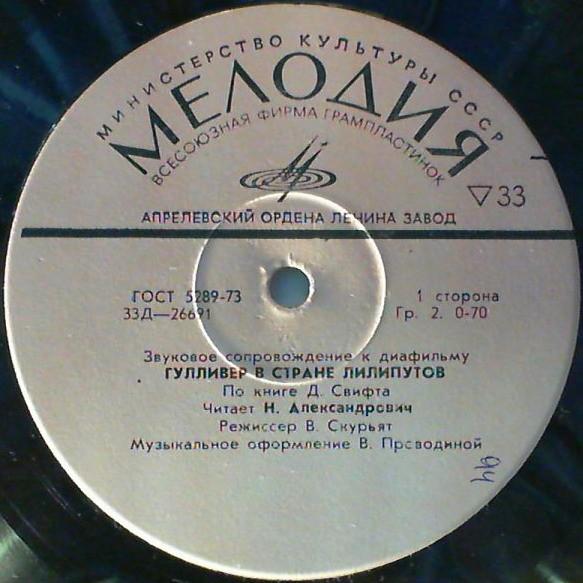 МИНИСТЕРСТВО КУЛЬТУРЫ СССР
МЕЛОДИЯ
ВСЕСОЮЗНАЯ ФИРМА ГРАМПЛАСТИНОК
▽33
АПРЕЛЕВСКИЙ ОРДЕНА ЛЕНИНА ЗАВОД
ГОСТ 5289-73
33Д—26691
1 сторона
Гр. 2. 0-70
Звуковое сопровождение к диафильму
ГУЛЛИВЕР В СТРАНЕ ЛИЛИПУТОВ
По книге Д. Свифта
Читает Н. Александрович
Режиссер В. Скурьят
Музыкальное оформление В. Прсводиной